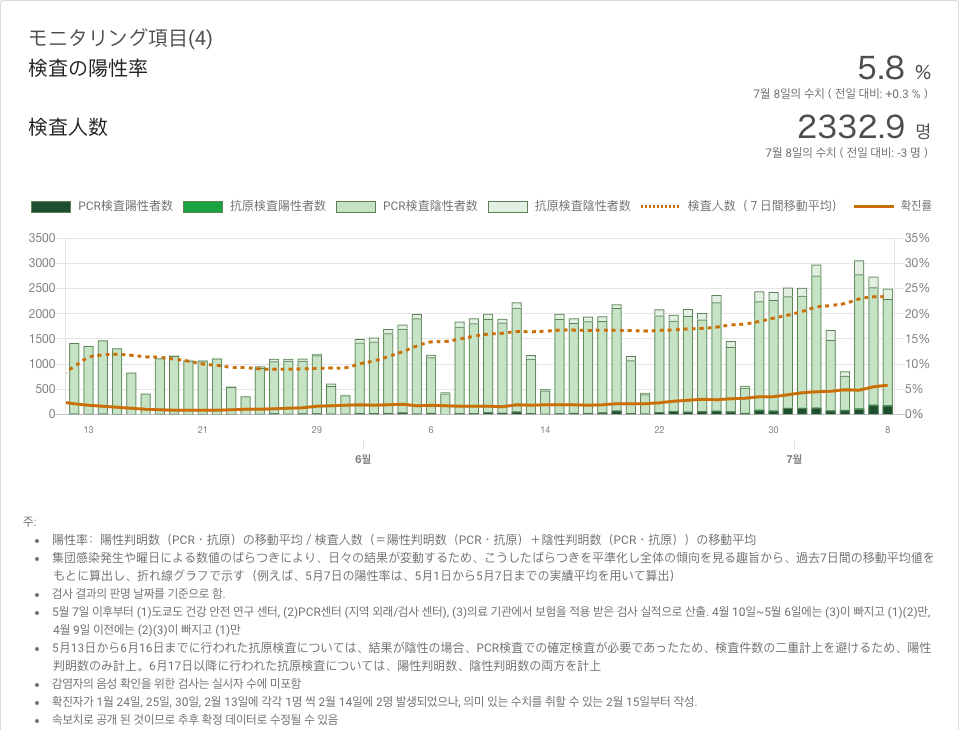 モニタリング項目(4)
検査の陽性率
5.8 %
7월 8일의 수치 ( 전일 대비: +0.3 % )
検査人数
2332.9 명
7월 8일의 수치 ( 전일 대비: -3 명 )
PCR検査陽性者数 抗原検査陽性者数 PCR検査陰性者数 抗原検査陰性者数 検査人数（７日間移動平均） 확진률
3500 35%
3000 30%
2500 25%
2000 20%
1500 15%
1000 10%
500 5%
0 0%
13 21 29 6 14 22 30 8
6월 7월
주:
陽性率：陽性判明数（PCR・抗原）の移動平均 / 検査人数（＝陽性判明数（PCR・抗原）＋陰性判明数（PCR・抗原））の移動平均
集団感染発生や曜日による数値のばらつきにより、日々の結果が変動するため、こうしたばらつきを平準化し全体の傾向を見る趣旨から、過去7日間の移動平均値を
もとに算出し、折れ線グラフで示す（例えば、5月7日の陽性率は、5月1日から5月7日までの実績平均を用いて算出）
검사 결과의 판명 날짜를 기준으로 함.
5월 7일 이후부터 (1)도쿄도 건강 안전 연구 센터, (2)PCR센터 (지역 외래/검사 센터), (3)의료 기관에서 보험을 적용 받은 검사 실적으로 산출. 4월 10일~5월 6일에는 (3)이 빠지고 (1)(2)만,
4월 9일 이전에는 (2)(3)이 빠지고 (1)만
5月13日から6月16日までに行われた抗原検査については、結果が陰性の場合、PCR検査での確定検査が必要であったため、検査件数の二重計上を避けるため、陽性
判明数のみ計上。6月17日以降に行われた抗原検査については、陽性判明数、陰性判明数の両方を計上
감염자의 음성 확인을 위한 검사는 실시자 수에 미포함
확진자가 1월 24일, 25일, 30일, 2월 13일에 각각 1명 씩 2월 14일에 2명 발생되었으나, 의미 있는 수치를 취할 수 있는 2월 15일부터 작성.
속보치로 공개 된 것이므로 추후 확정 데이터로 수정될 수 있음